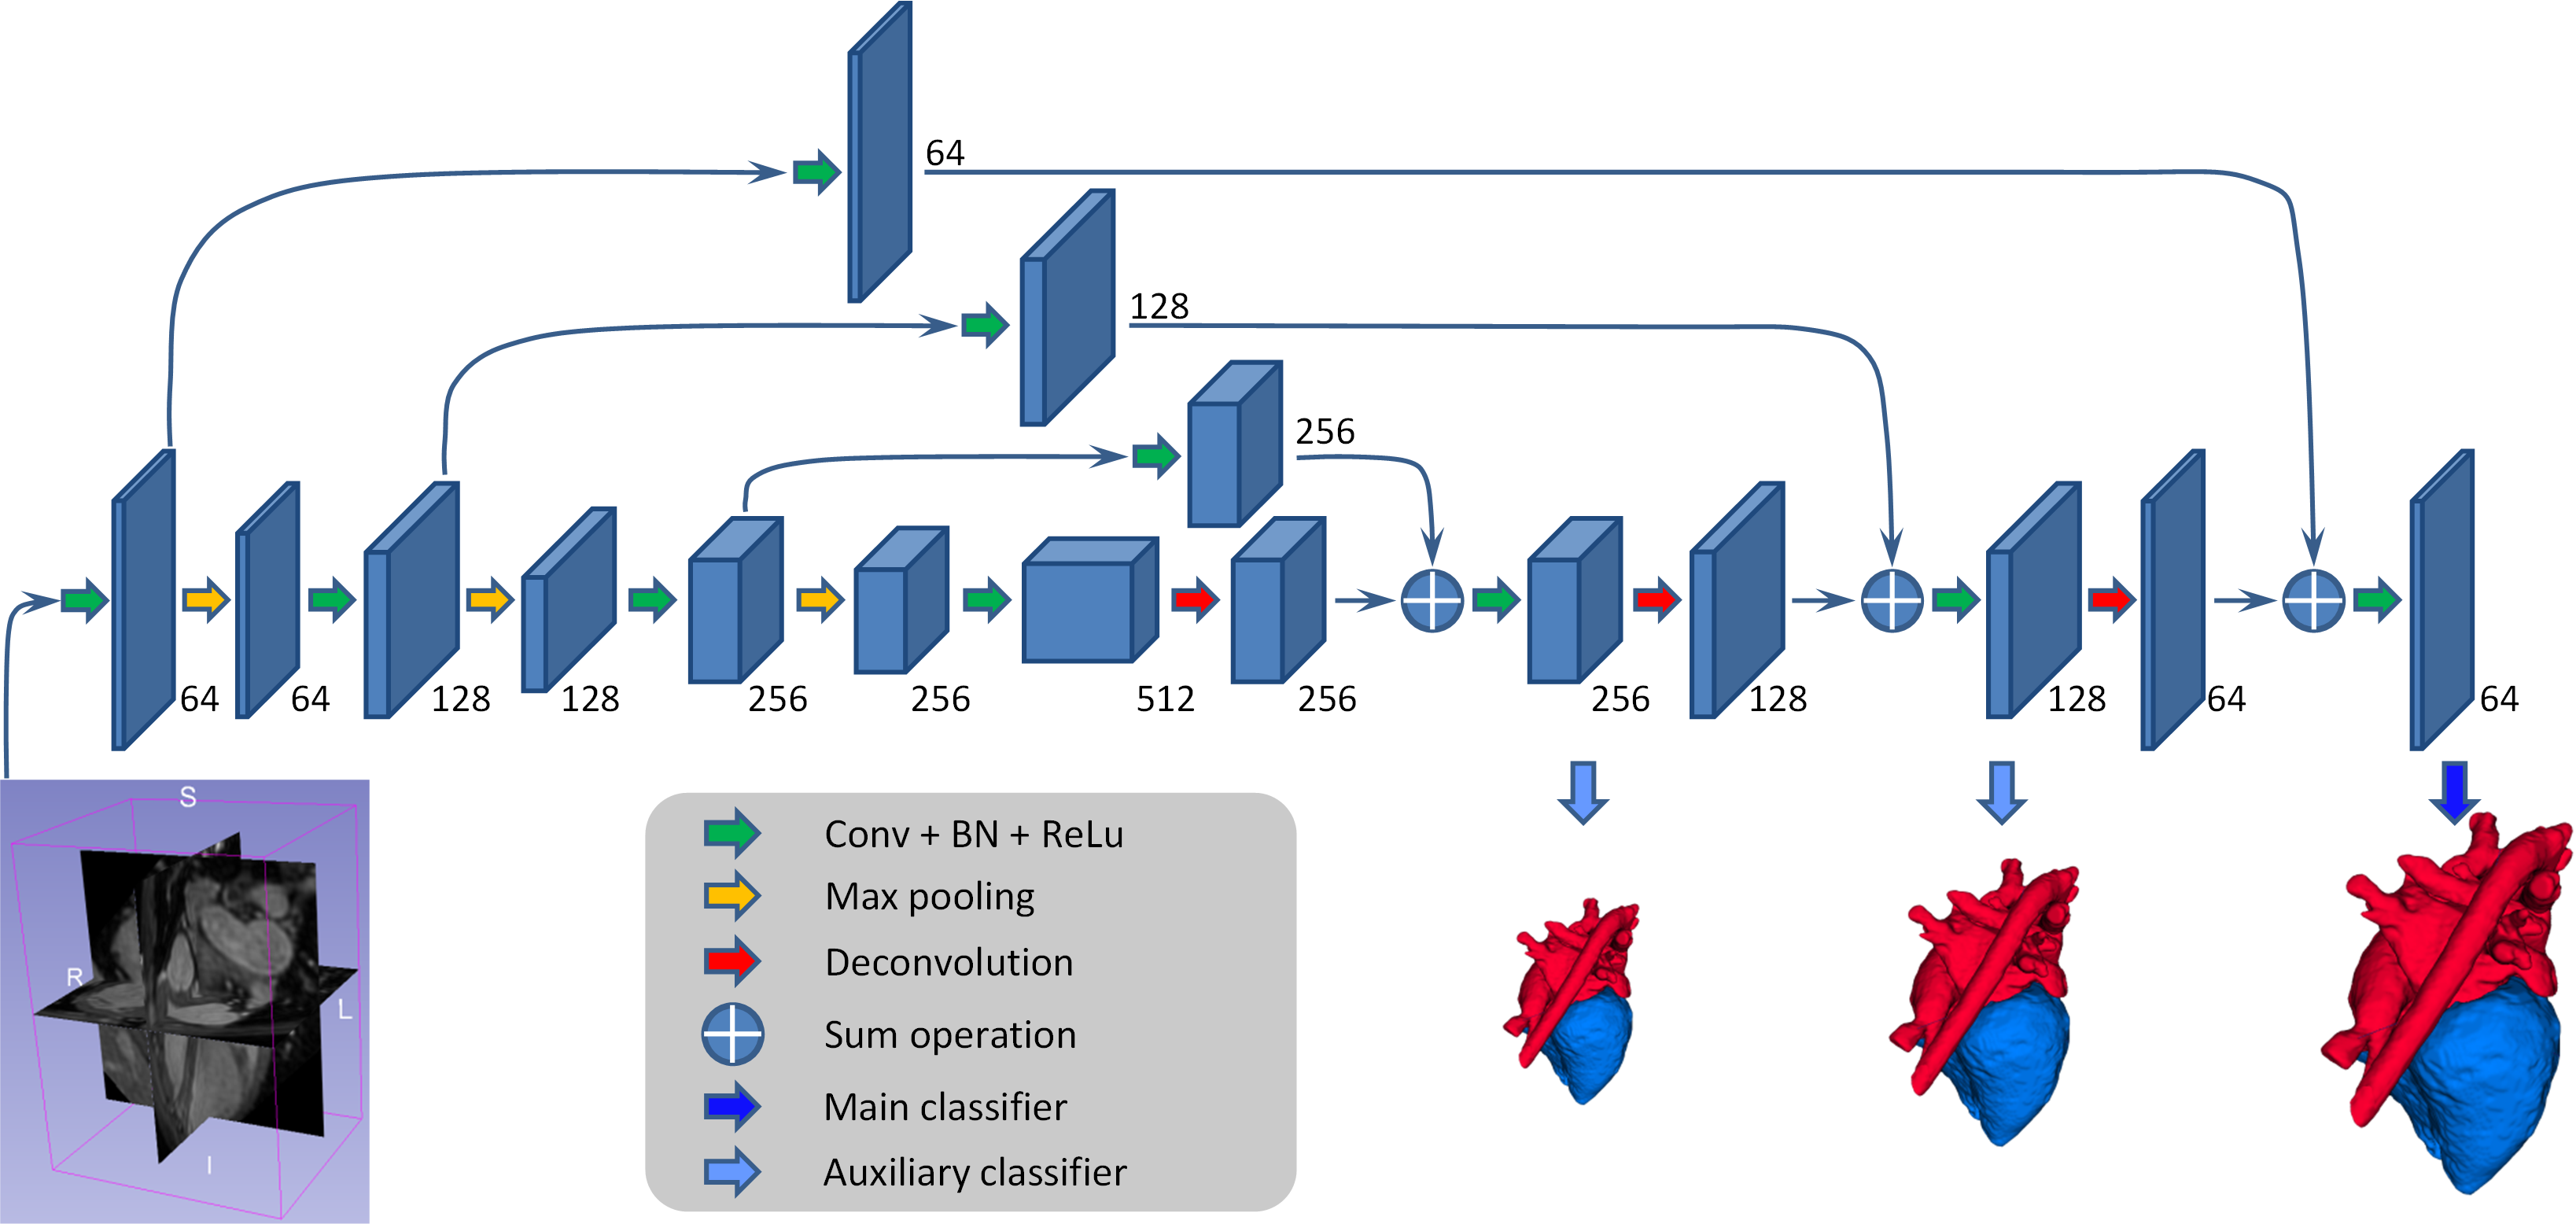 64
128
256
64
64
128
128
256
256
512
256
256
128
128
64
64
S
R
L
I
Conv + BN + ReLu
Max pooling
Deconvolution
Sum operation
Main classifier
Auxiliary classifier